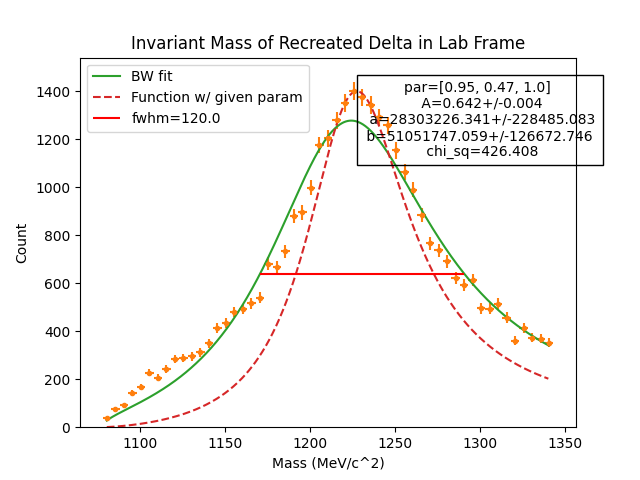 Invariant Mass of Recreated Delta in Lab Frame
BW fit
Function w/ given param
fwhm=120.0
par=[0.95, 0.47, 1.0]
A=0.642+/-0.004
a=28303226.341+/-228485.083
b=51051747.059+/-126672.746
chi_sq=426.408
Count
1400
1200
1000
800
600
400
200
0
1100
1150
1200
1250
1300
1350
Mass (MeV/c^2)